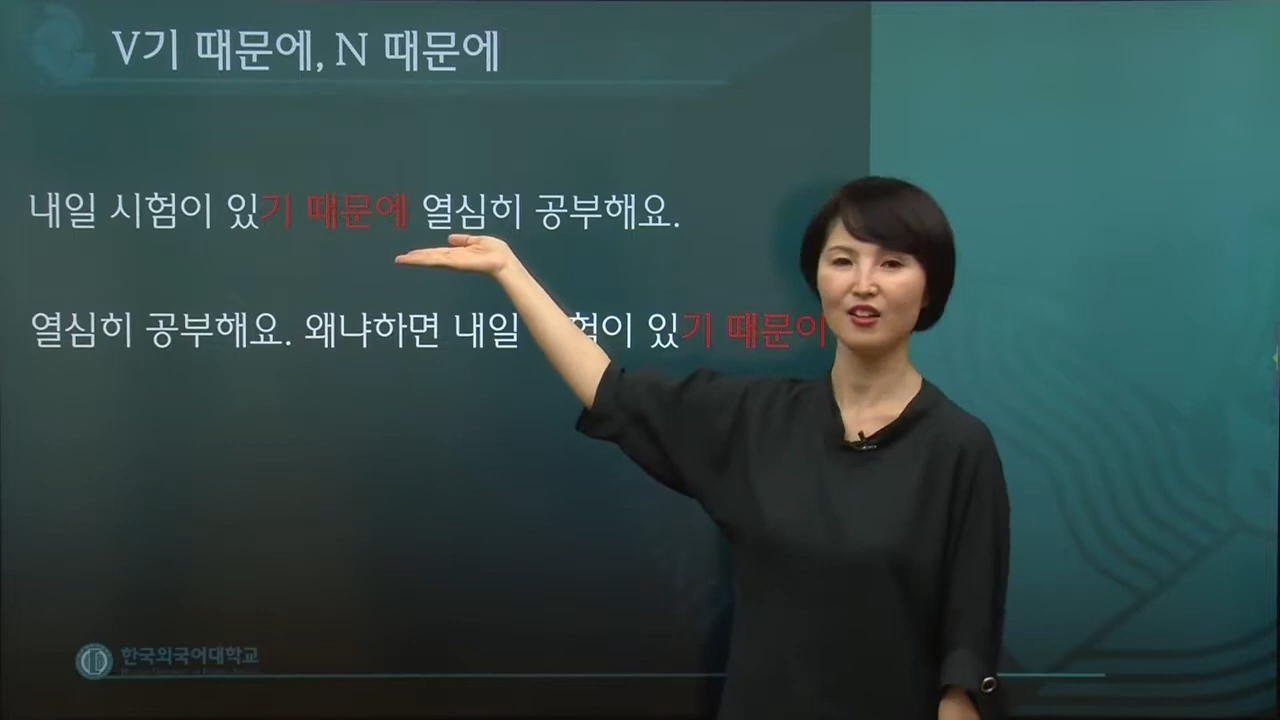 V기 때문에, N 때문에
내일 시험이 있기 때문에 열심히 공부해요.
열심히 공부해요. 왜냐하면 내일 있기 때문이
한국외국어대학교